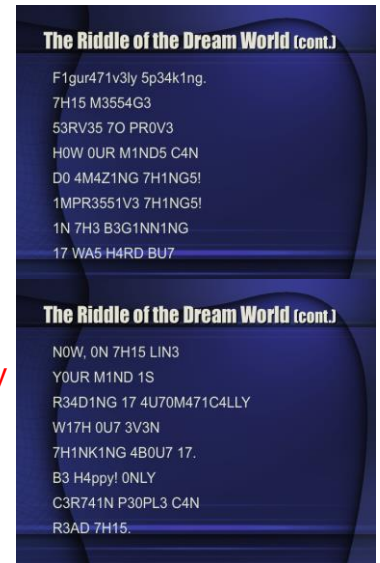 The Riddle of the Dream World (cont.)
F1gur471v3ly 5p34k1ng.
7H15 M3554G3
53RV35 7O PR0V3
H0W 0UR M1ND5 C4N
D0 4M4Z1NG 7H1NG5!
1MPR3551V3 7H1NG5!
1N 7H3 B3G1NN1NG
17 WA5 H4RD BU7
The Riddle of the Dream World (cont.)
N0W, 0N 7H15 LIN3
Y0UR M1ND 1S
R34D1NG 17 4U70M471C4LLY
W17H 0U7 3V3N
7H1NK1NG 4B0U7 17.
B3 H4ppy! 0NLY
C3R741N P30PL3 C4N
R3AD 7H15.